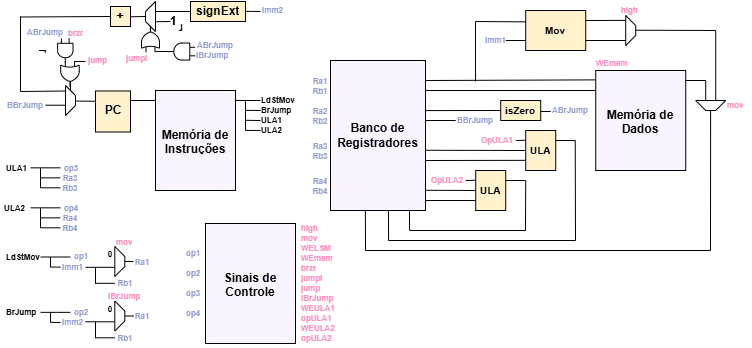 +
1
signExt
Imm2
ABrJump
brzr
¬
jump
jumpI
ABrJump
IBrJump
BBrJump
PC
Memória de
Instruções
LdStMov
BrJump
ULA1
ULA2
ULA1
op3
Ra3
Rb3
ULA2
op4
Ra4
Rb4
LdStMov
op1
Imm1
mov
0
Ra1
Rb1
BrJump
op2
Imm2
IBrJump
0
Ra1
Rb1
op1
op2
op3
op4
Sinais de
Controle
high
mov
WELSM
WEmem
brzr
jumpI
jump
IBrJump
WEULA1
opULA1
WEULA2
opULA2
Ra1
Rb1
Ra2
Rb2
Ra3
Rb3
Ra4
Rb4
Banco de
Registradores
Imm1
Mov
high
WEmem
Memória de
Dados
mov
BBrJump
isZero
ABrJump
OpULA1
ULA
OpULA2
ULA